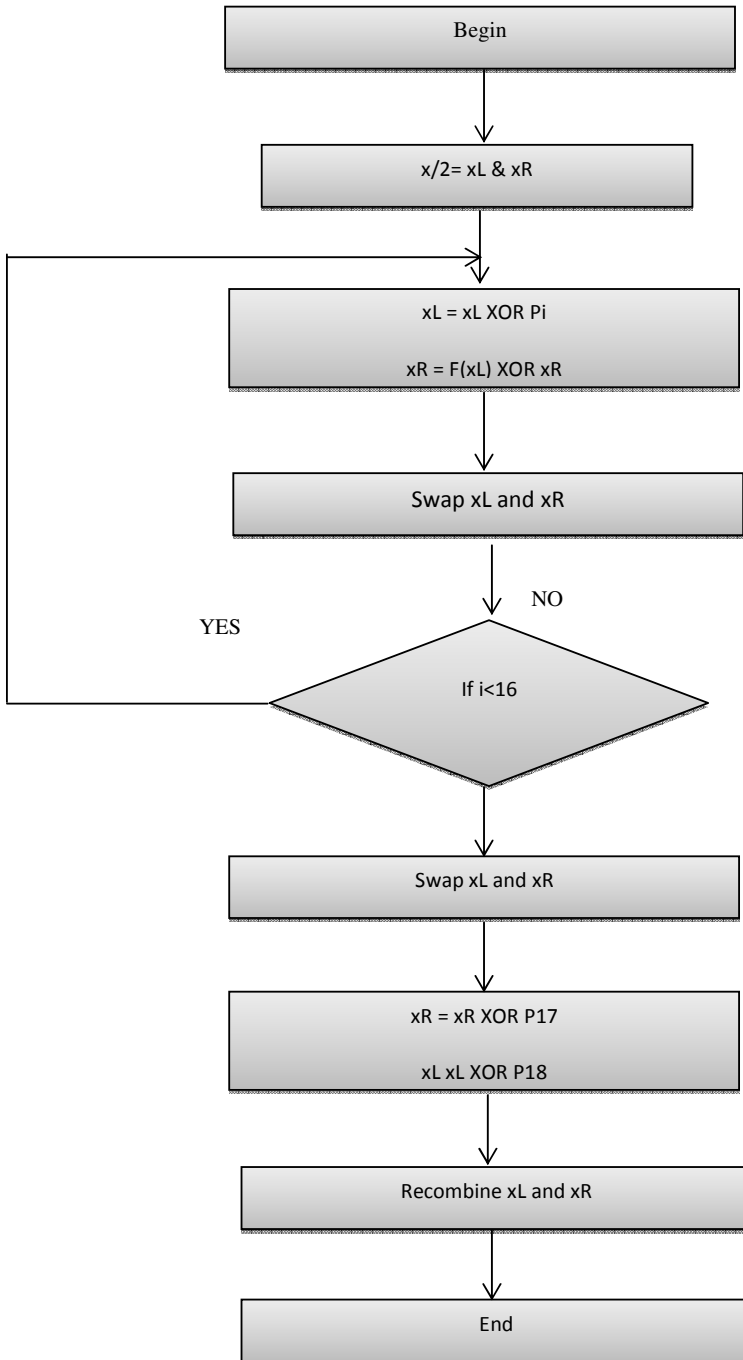 Begin
x/2= xL & xR
xL = xL XOR Pi
xR = F(xL) XOR xR
Swap xL and xR
NO
YES
If i<16
Swap xL and xR
xR = xR XOR P17
xL xL XOR P18
Recombine xL and xR
End